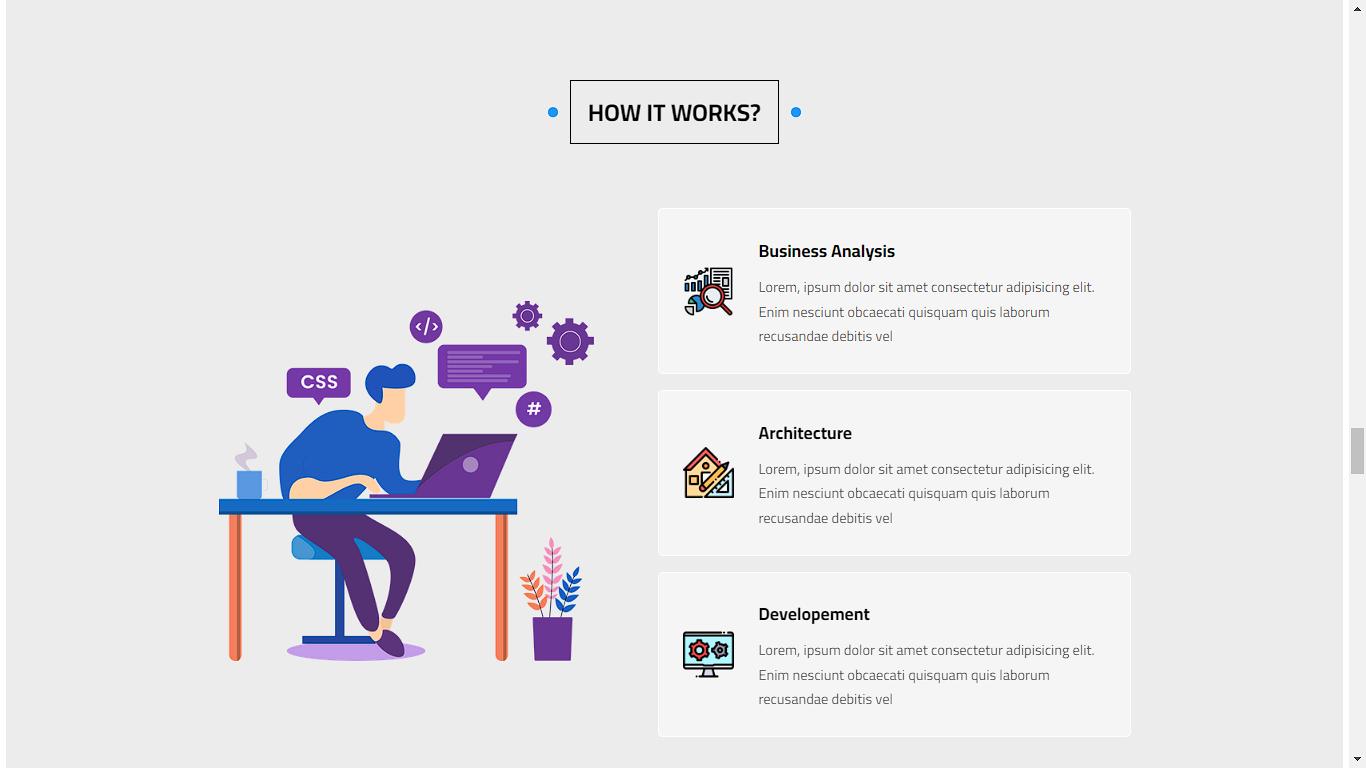 HOW IT WORKS?
</>
CSS
#
Business Analysis
Lorem, ipsum dolor sit amet consectetur adipisicing elit.
Enim nesciunt obcaecati quisquam quis laborum
recusandae debitis vel
Architecture
Lorem, ipsum dolor sit amet consectetur adipisicing elit.
Enim nesciunt obcaecati quisquam quis laborum
recusandae debitis vel
Developement
Lorem, ipsum dolor sit amet consectetur adipisicing elit.
Enim nesciunt obcaecati quisquam quis laborum
recusandae debitis vel